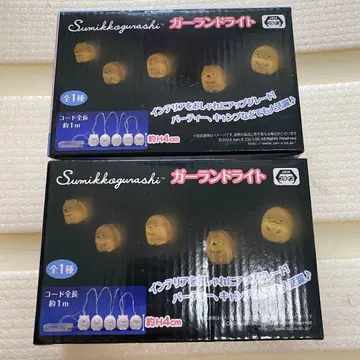 Sumikkogurashi™ ガーランドライト
全1種
コード全長
約1m
約H4cm
インテリアをおしゃれにアップグレード!
パーティー、キャンプなどでも大活躍♪
Sumikkogurashi™ ガーランドライト
全1種
コード全長
約1m
約H4cm
インテリアをおしゃれにアップグレード!
パーティー、キャンプなどでも大活躍♪